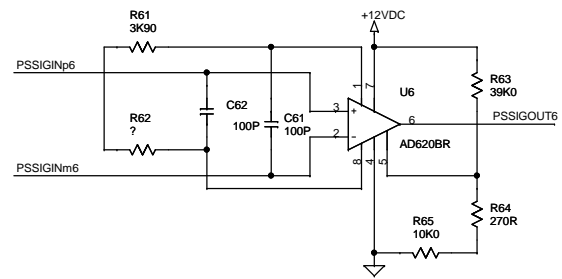 R61
3K90
+12VDC
PSSIGINp6
C62
100P
C61
100P
R62
?
PSSIGINm6
1
7
U6
3
+
2
-
6
AD620BR
8
4
5
R63
39K0
PSSIGOUT6
R65
10K0
R64
270R